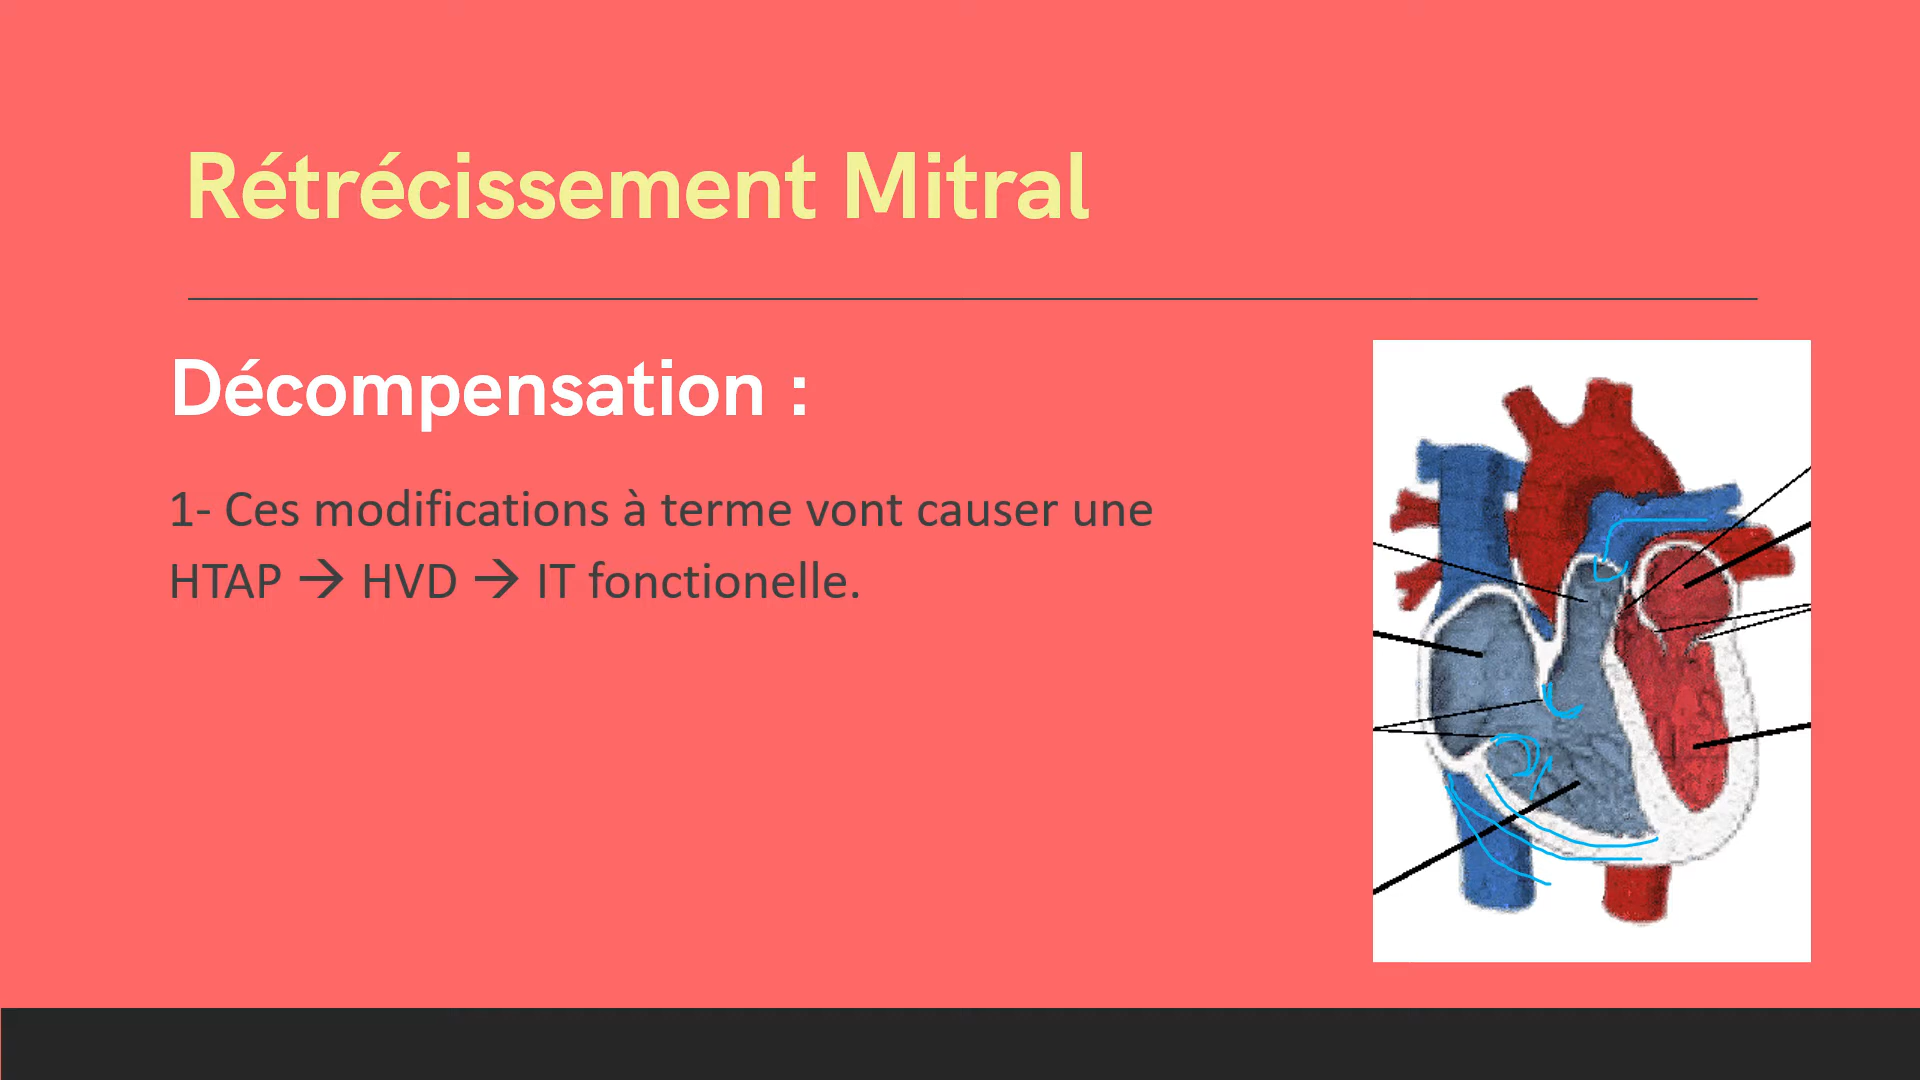 Rétrécissement Mitral
Décompensation :
1- Ces modifications à terme vont causer une
HTAP → HVD → IT fonctionelle.